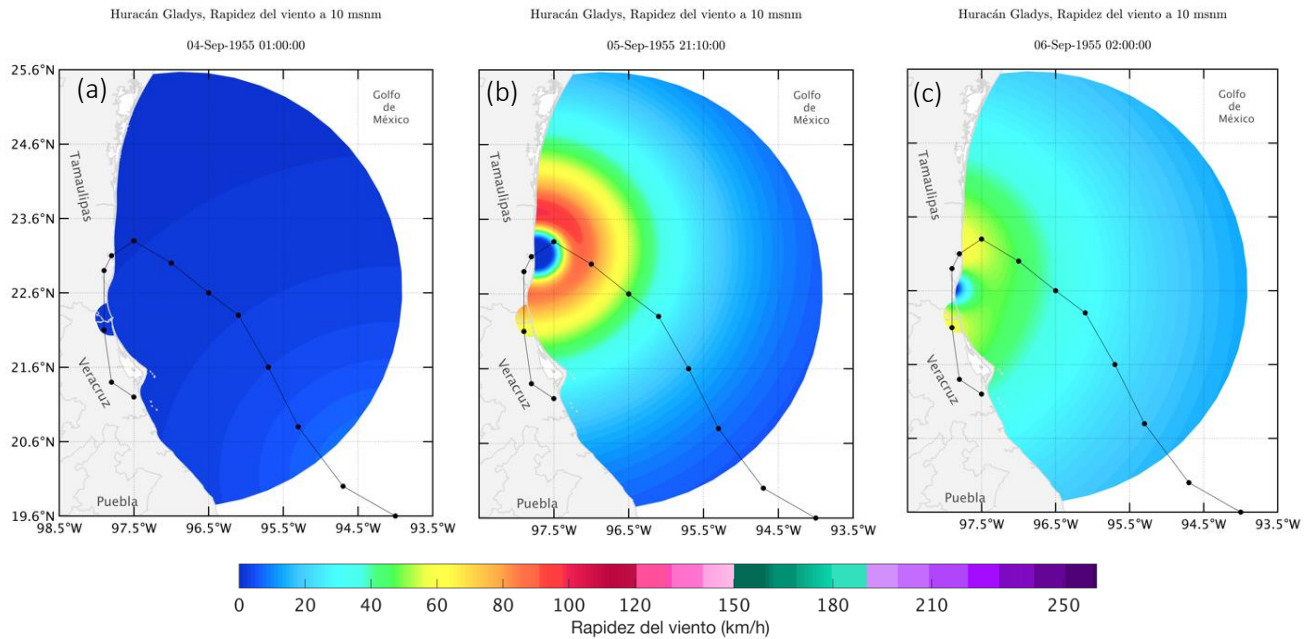 Huracán Gladys, Rapidez del viento a 10 msnm
04-Sep-1955 01:00:00
25.6°N
24.6°N
23.6°N
22.6°N
21.6°N
20.6°N
19.6°N
(a)
Golfo
de
México
Tamaulipas
Veracruz
Puebla
98.5°W 97.5°W 96.5°W 95.5°W 94.5°W 93.5°W
Huracán Gladys, Rapidez del viento a 10 msnm
05-Sep-1955 21:10:00
(b)
Golfo
de
México
Tamaulipas
Veracruz
Puebla
97.5°W 96.5°W 95.5°W 94.5°W 93.5°W
Huracán Gladys, Rapidez del viento a 10 msnm
06-Sep-1955 02:00:00
(c)
Golfo
de
México
Tamaulipas
Veracruz
Puebla
97.5°W 96.5°W 95.5°W 94.5°W 93.5°W
0 20 40 60 80 100 120 150 180 210 250
Rapidez del viento (km/h)